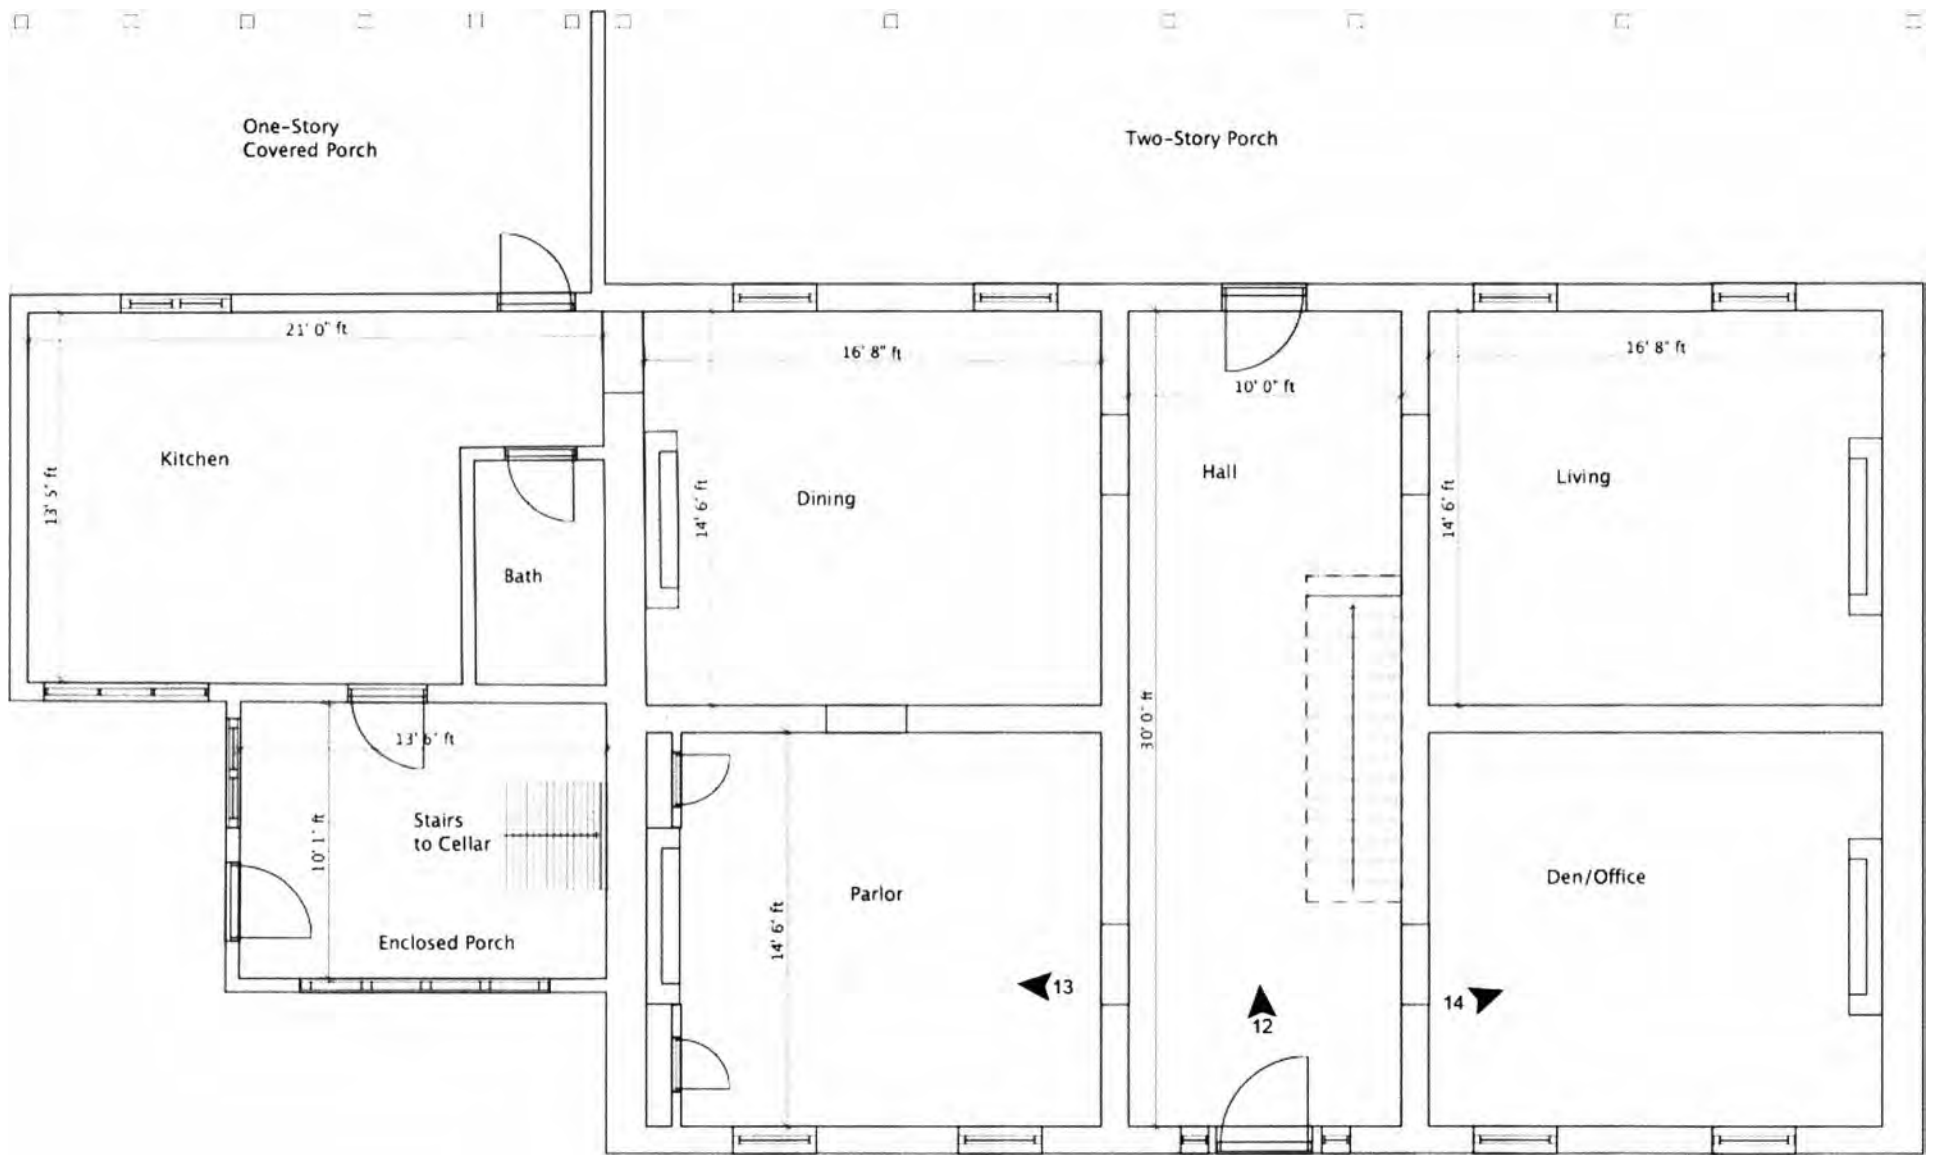 One-Story
Covered Porch
Two-Story Porch
21' 0" ft
16' 8" ft
16' 8" ft
10' 0" ft
Kitchen
13' 5" ft
Dining
14' 6" ft
Hall
Living
14' 6" ft
Bath
30' 0" ft
13' 6" ft
Stairs
to Cellar
10' 1" ft
Enclosed Porch
Parlor
14' 6" ft
Den/Office
13
12
14